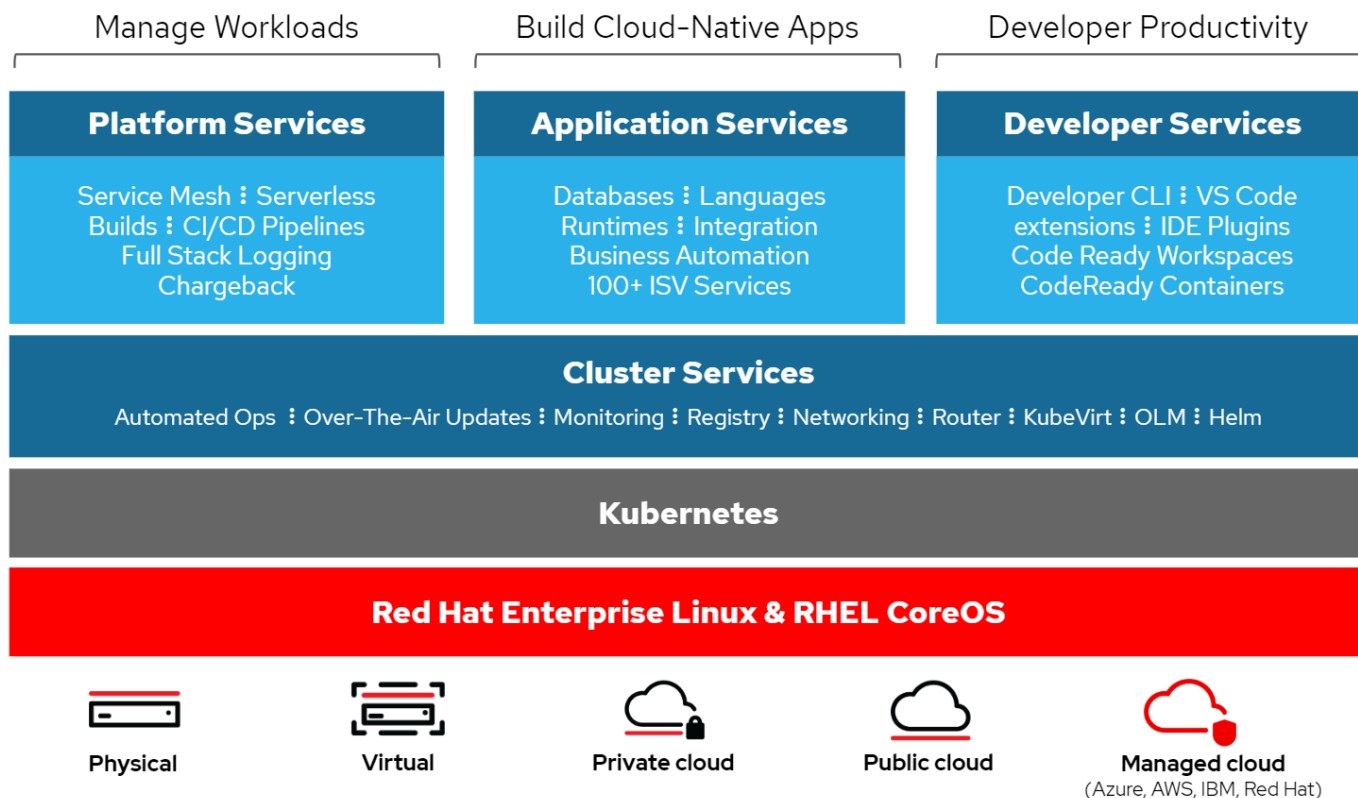 Manage Workloads
Build Cloud-Native Apps
Developer Productivity
Platform Services
Service Mesh ⋮ Serverless
Builds ⋮ CI/CD Pipelines
Full Stack Logging
Chargeback
Application Services
Databases ⋮ Languages
Runtimes ⋮ Integration
Business Automation
100+ ISV Services
Developer Services
Developer CLI ⋮ VS Code
extensions ⋮ IDE Plugins
Code Ready Workspaces
CodeReady Containers
Cluster Services
Automated Ops ⋮ Over-The-Air Updates ⋮ Monitoring ⋮ Registry ⋮ Networking ⋮ Router ⋮ KubeVirt ⋮ OLM ⋮ Helm
Kubernetes
Red Hat Enterprise Linux & RHEL CoreOS
Physical
Virtual
Private cloud
Public cloud
Managed cloud
(Azure, AWS, IBM, Red Hat)